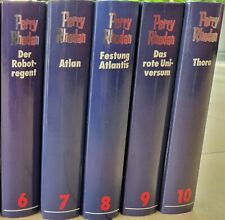 Perry
Rhodan
Der
Robot-
regent
6
Perry
Rhodan
Atlan
7
Perry
Rhodan
Festung
Atlantis
8
Perry
Rhodan
Das
rote Uni-
versum
9
Perry
Rhodan
Thora
10